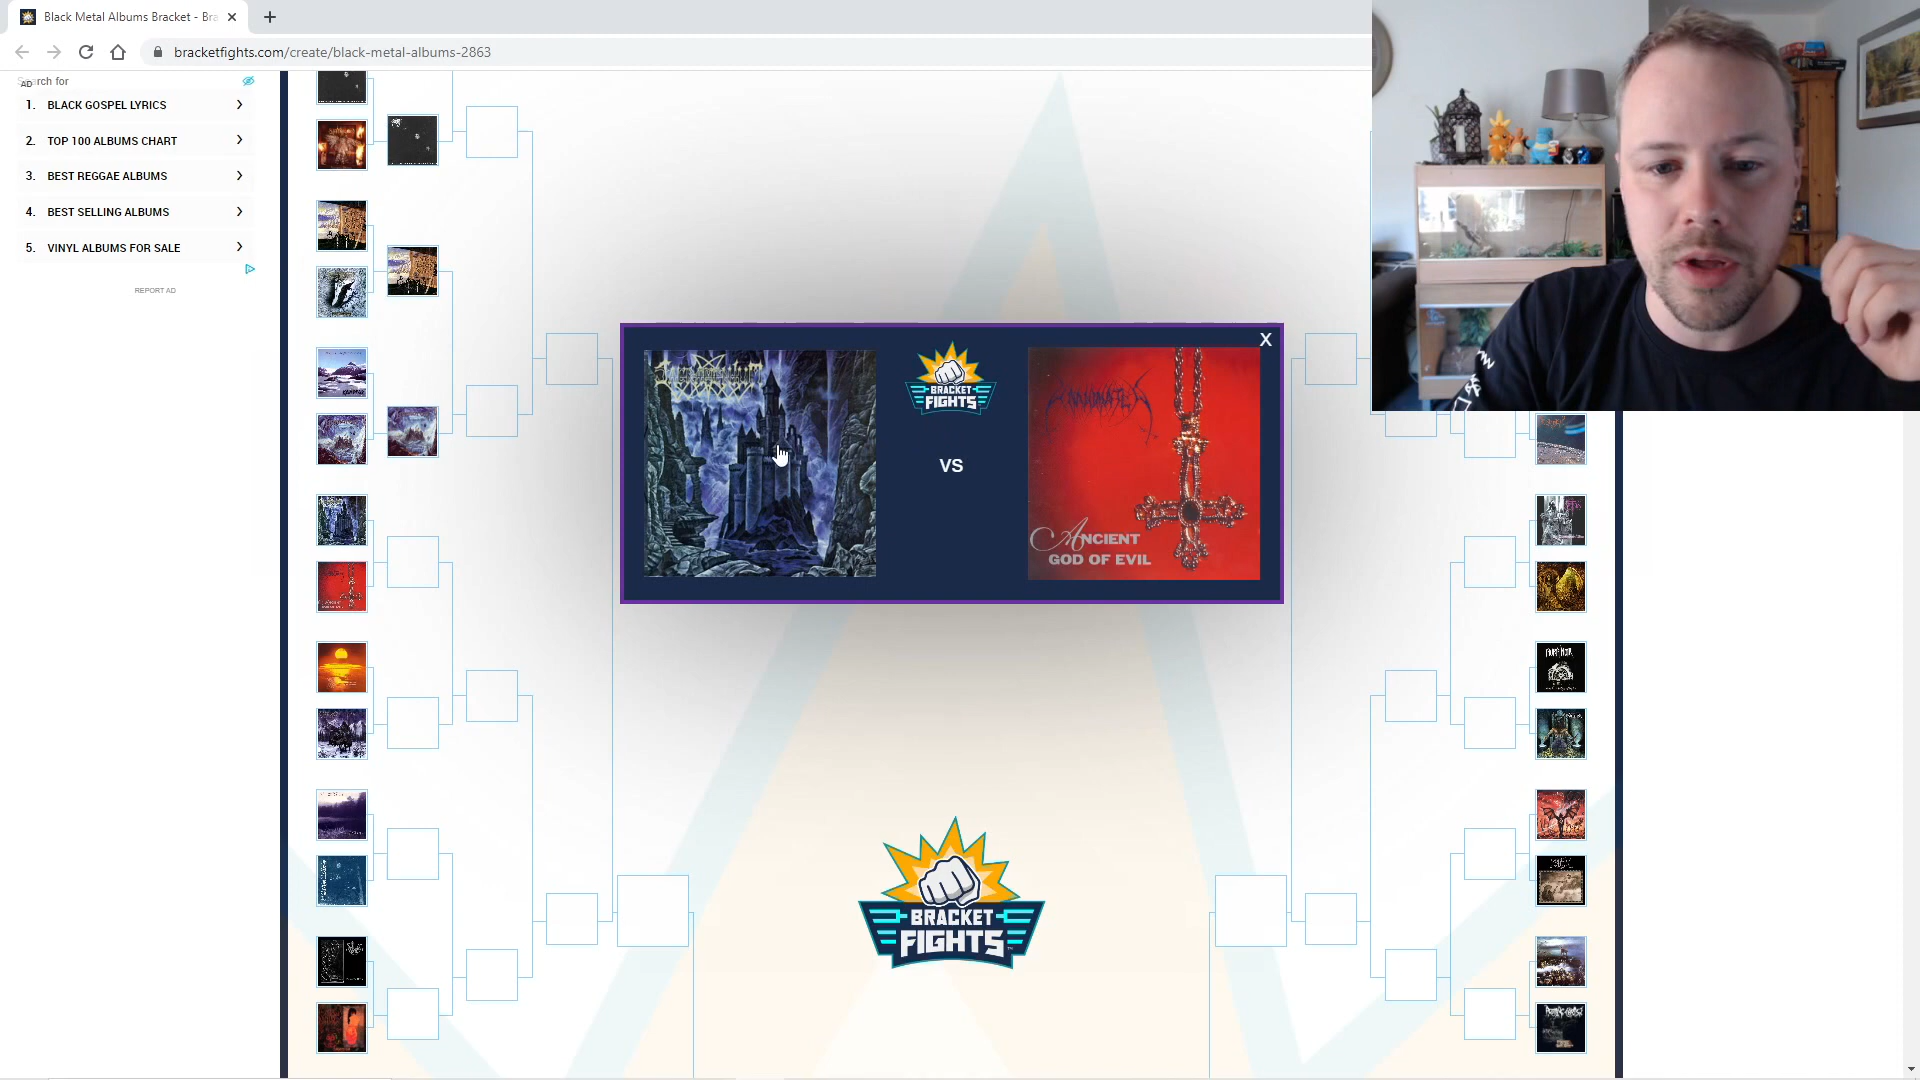 Black Metal Albums Bracket - Bra
bracketfights.com/create/black-metal-albums-2863
Search for
AD
1. BLACK GOSPEL LYRICS
2. TOP 100 ALBUMS CHART
3. BEST REGGAE ALBUMS
4. BEST SELLING ALBUMS
5. VINYL ALBUMS FOR SALE
REPORT AD
X
BRACKET
FIGHTS
VS
ANCIENT
GOD OF EVIL
BRACKET
FIGHTS